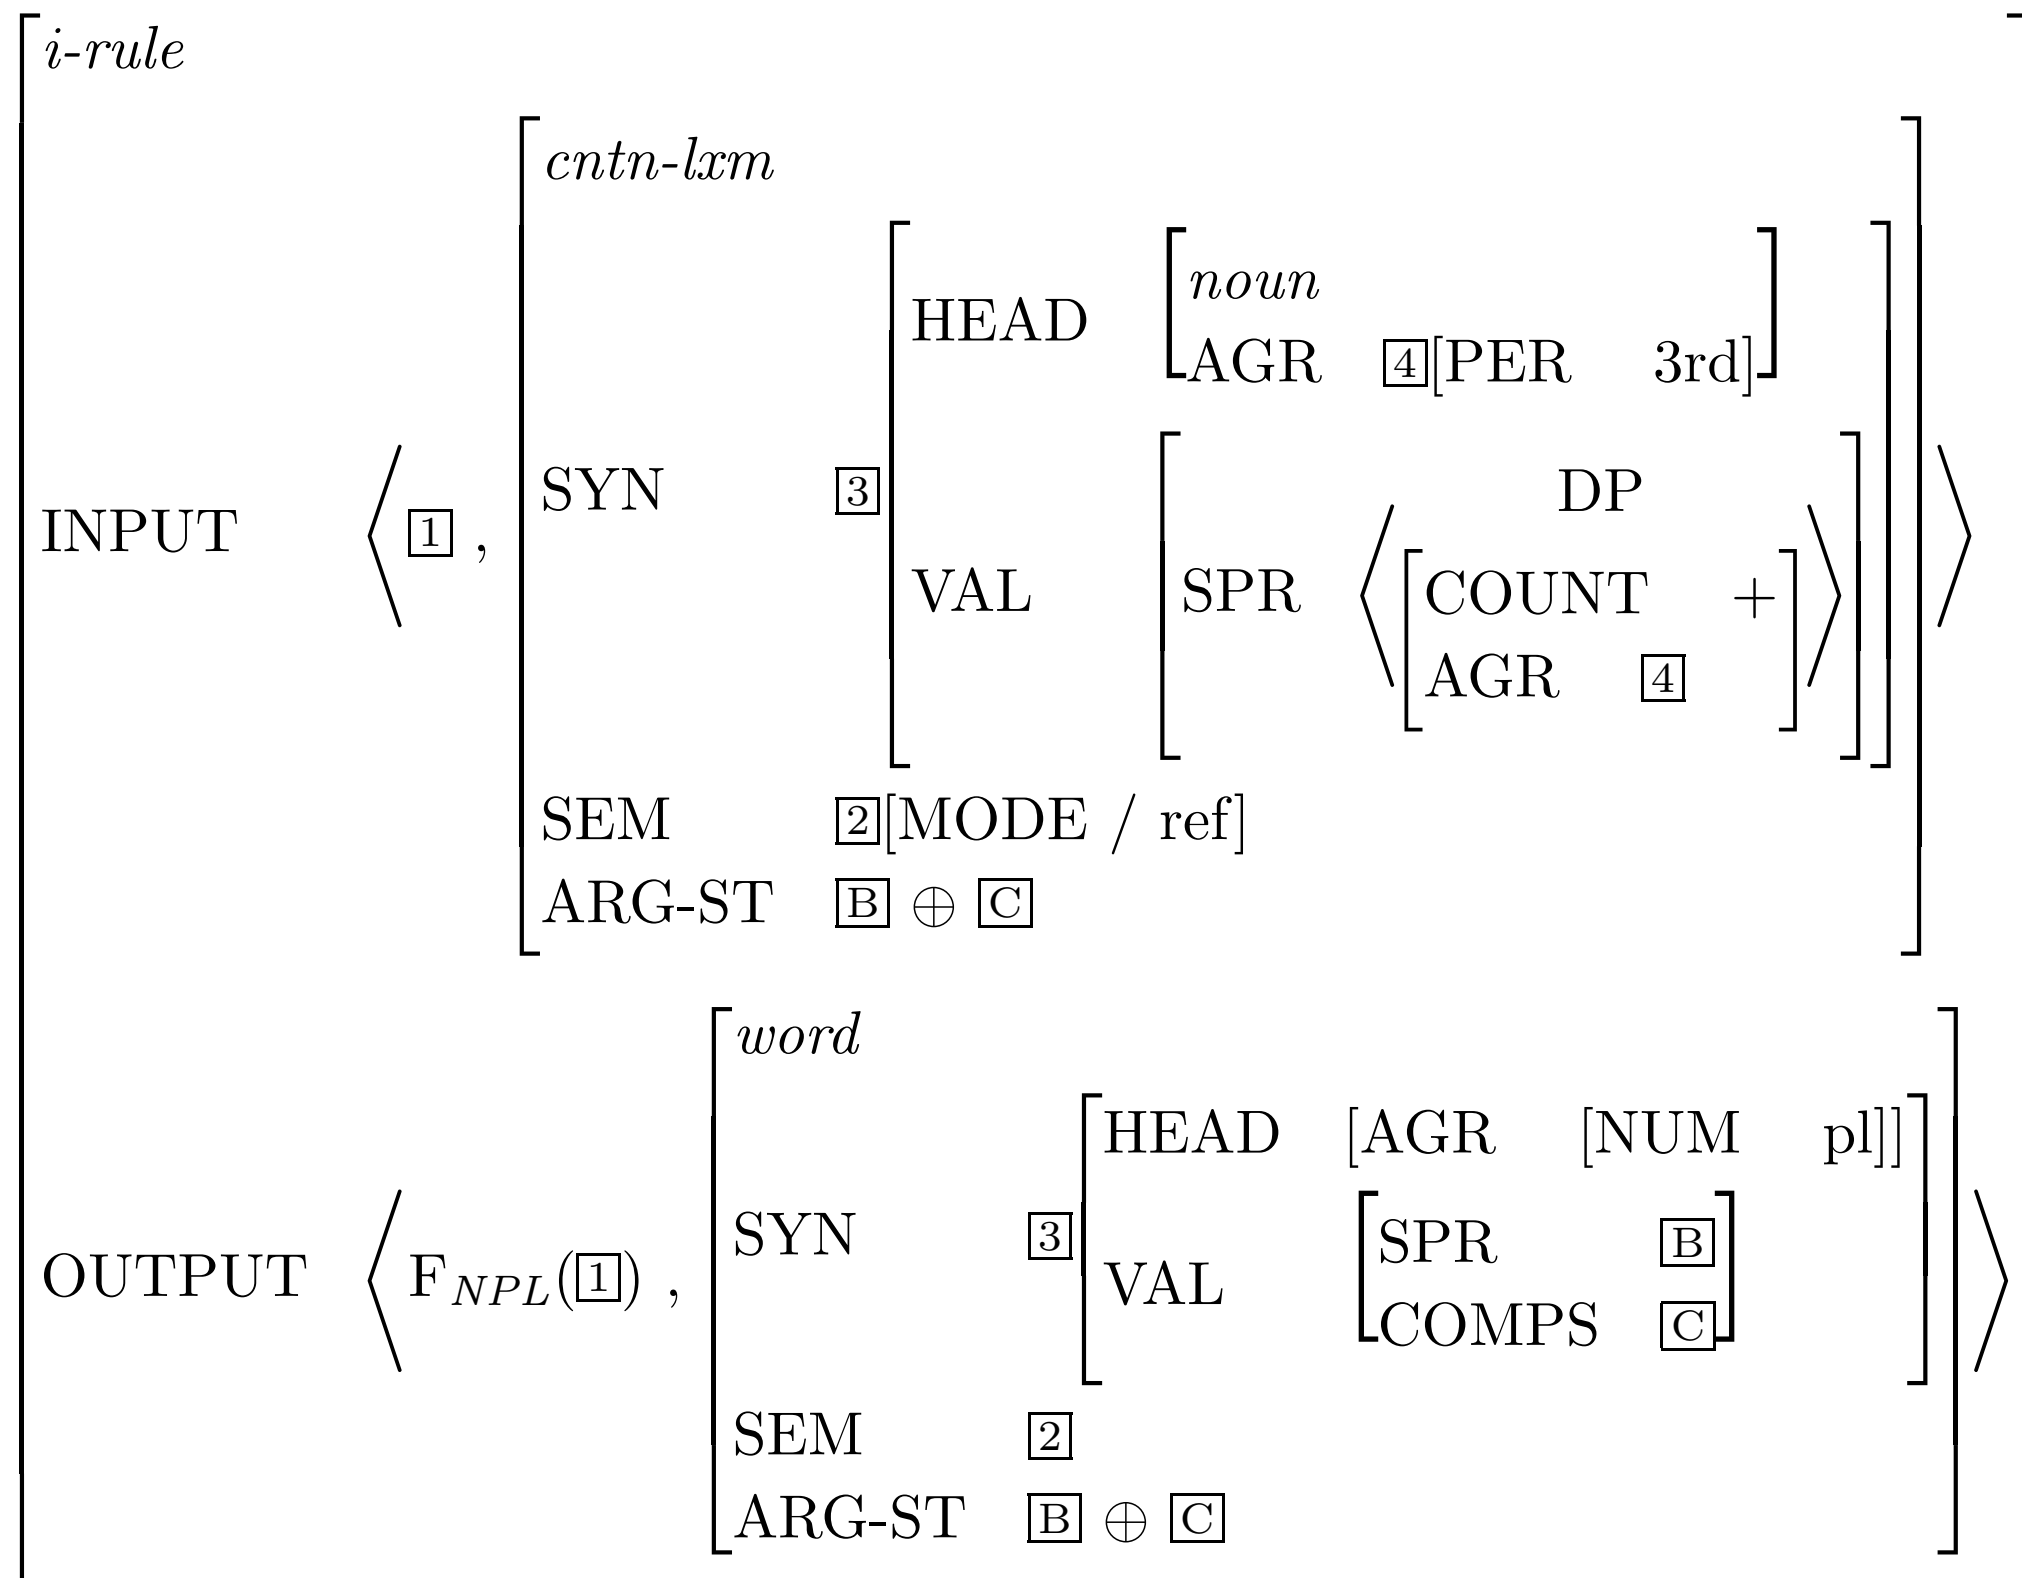 i-rule
cntn-lxm
noun
HEAD
AGR 4[PER 3rd]
DP
SYN 3
INPUT ⟨1 , ⟩
VAL SPR ⟨COUNT +⟩
AGR 4
SEM 2[MODE / ref]
ARG-ST B ⊕ C
word
HEAD [AGR [NUM pl]]
SYN 3
SPR B
OUTPUT ⟨F_NPL(1) , ⟩
VAL
COMPS C
SEM 2
ARG-ST B ⊕ C